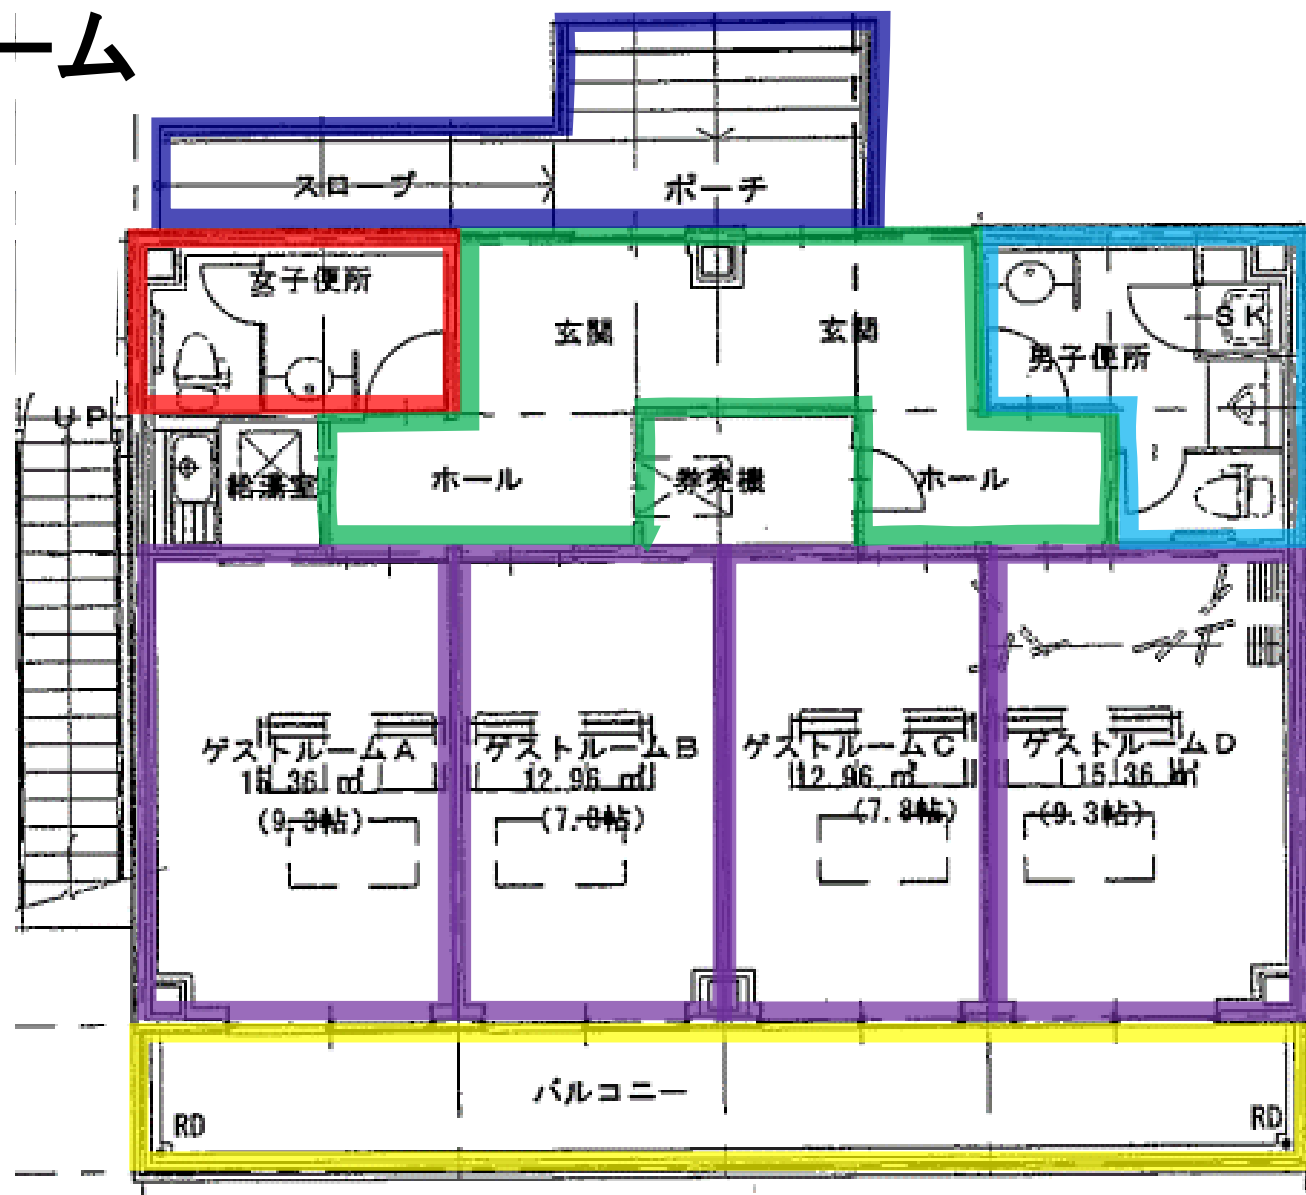 ーム
スロープ
ポーチ
女子便所
玄関
玄関
男子便所
SK
UP
給湯室
ホール
券売機
ホール
ゲストルームA
15.36㎡
(9.3帖)
ゲストルームB
12.96㎡
(7.8帖)
ゲストルームC
12.96㎡
(7.8帖)
ゲストルームD
15.36㎡
(9.3帖)
バルコニー
RD
RD